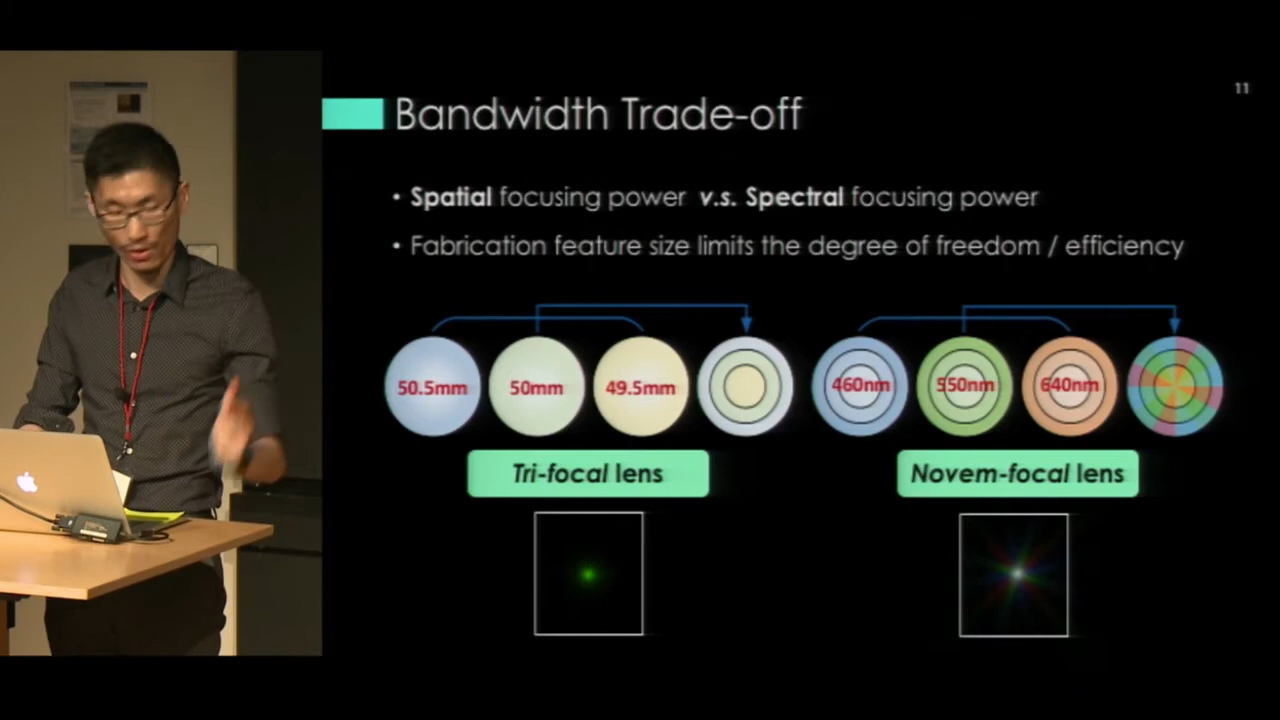 11
Bandwidth Trade-off
• Spatial focusing power v.s. Spectral focusing power
• Fabrication feature size limits the degree of freedom / efficiency
50.5mm 50mm 49.5mm 460nm 550nm 640nm
Tri-focal lens Novem-focal lens